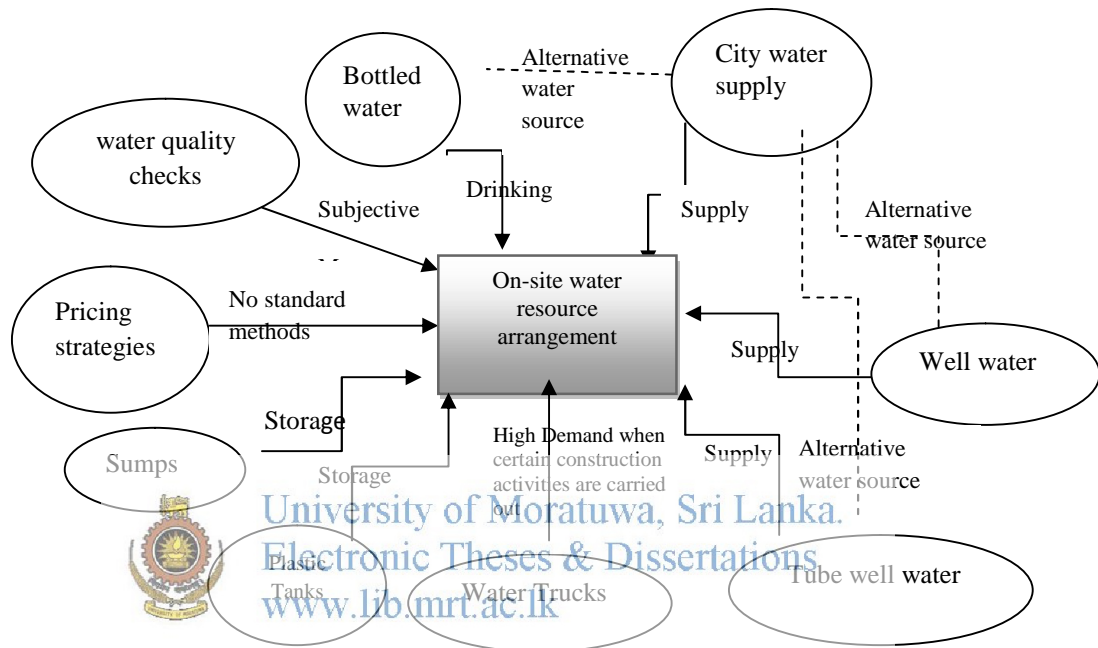 Bottled
water
Alternative
water
source
City water
supply
water quality
checks
Subjective
Drinking
Supply
Alternative
water source
On-site water
resource
arrangement
Pricing
strategies
No standard
methods
Supply
Well water
Storage
Sumps
Storage
High Demand when
certain construction
activities are carried
out
Supply
Alternative
water source
University of Moratuwa, Sri Lanka.
Electronic Theses & Dissertations
www.lib.mrt.ac.lk
Plastic
Tanks
Water Trucks
Tube well water